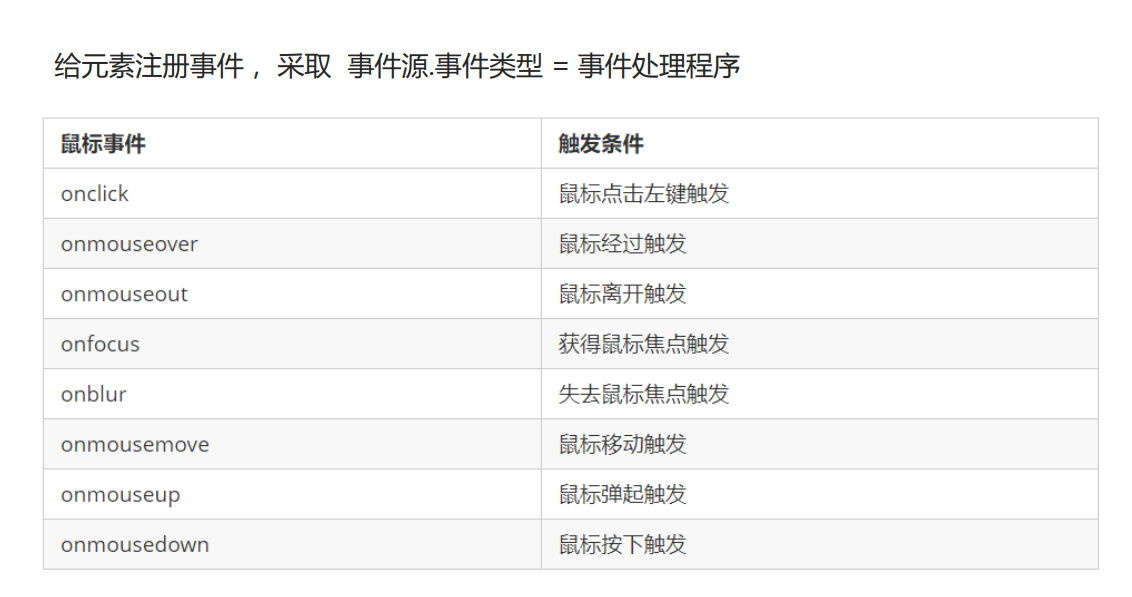 给元素注册事件， 采取 事件源.事件类型 = 事件处理程序
鼠标事件 触发条件
onclick 鼠标点击左键触发
onmouseover 鼠标经过触发
onmouseout 鼠标离开触发
onfocus 获得鼠标焦点触发
onblur 失去鼠标焦点触发
onmousemove 鼠标移动触发
onmouseup 鼠标弹起触发
onmousedown 鼠标按下触发